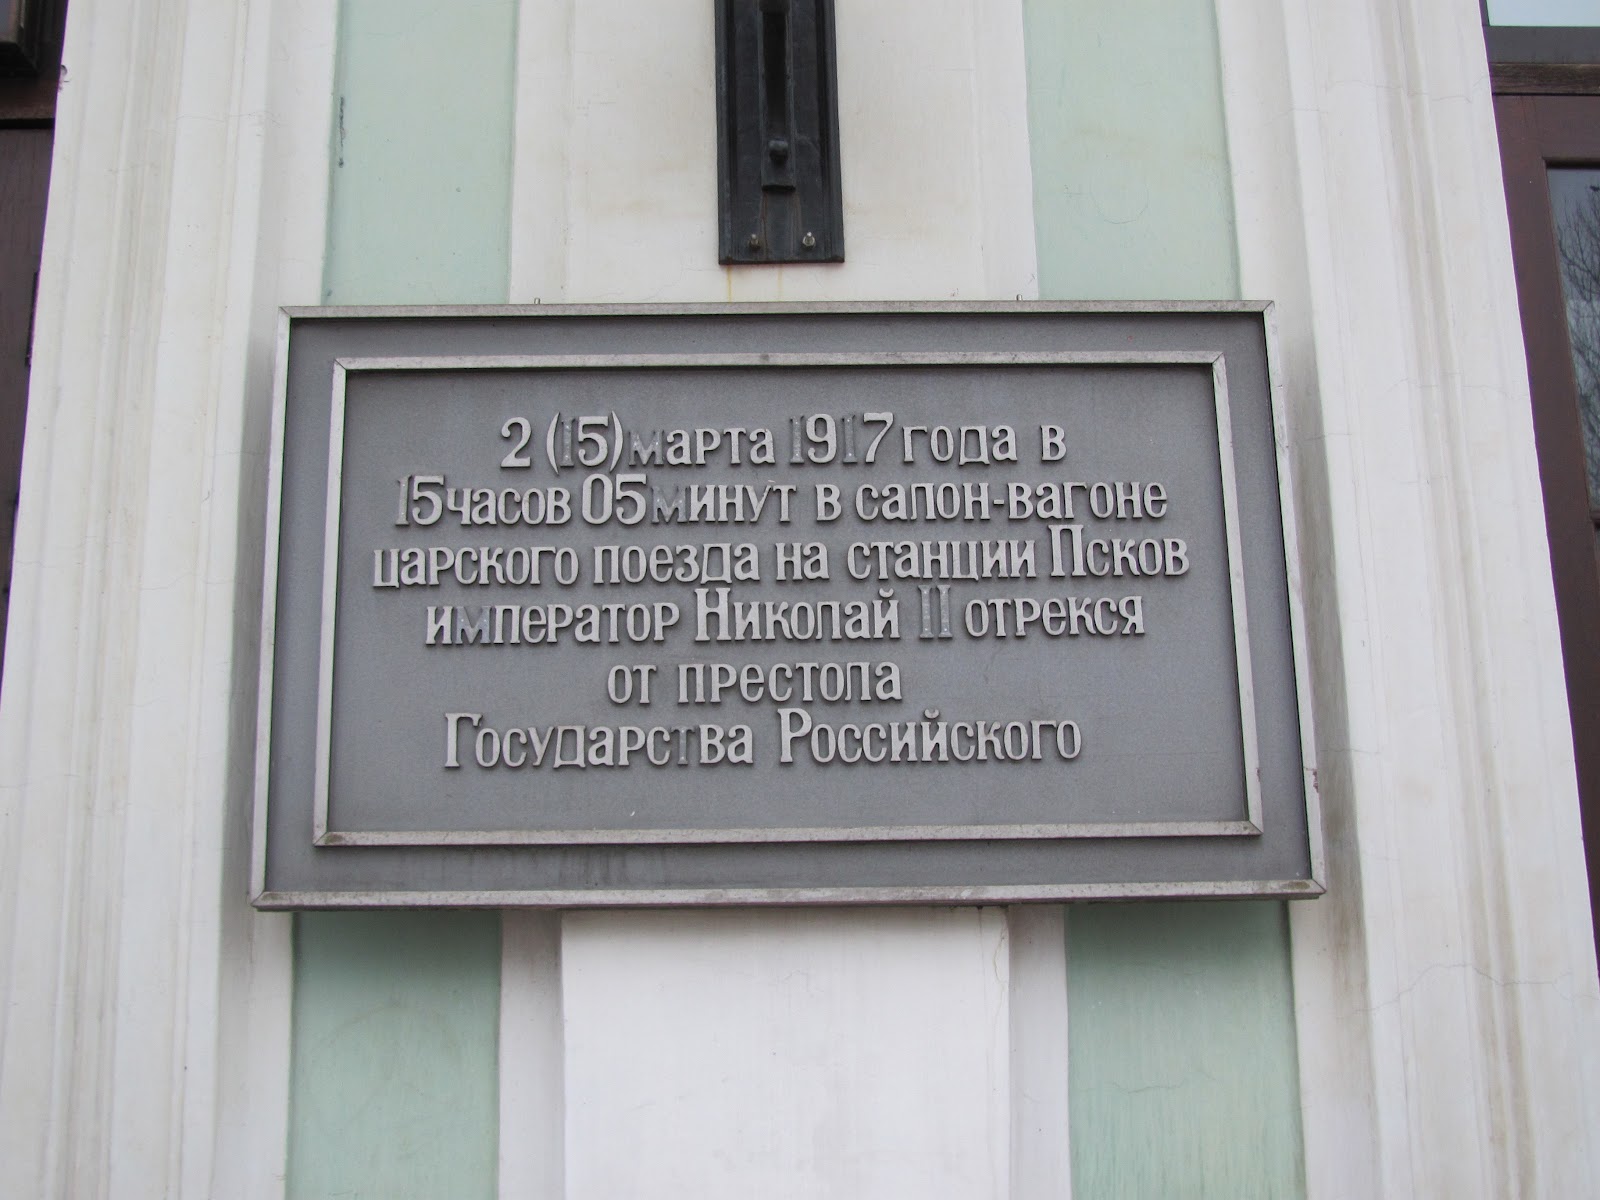 2 (15) марта 1917 года в
15 часов 05 минут в салон-вагоне
царского поезда на станции Псков
император Николай II отрекся
от престола
Государства Российского